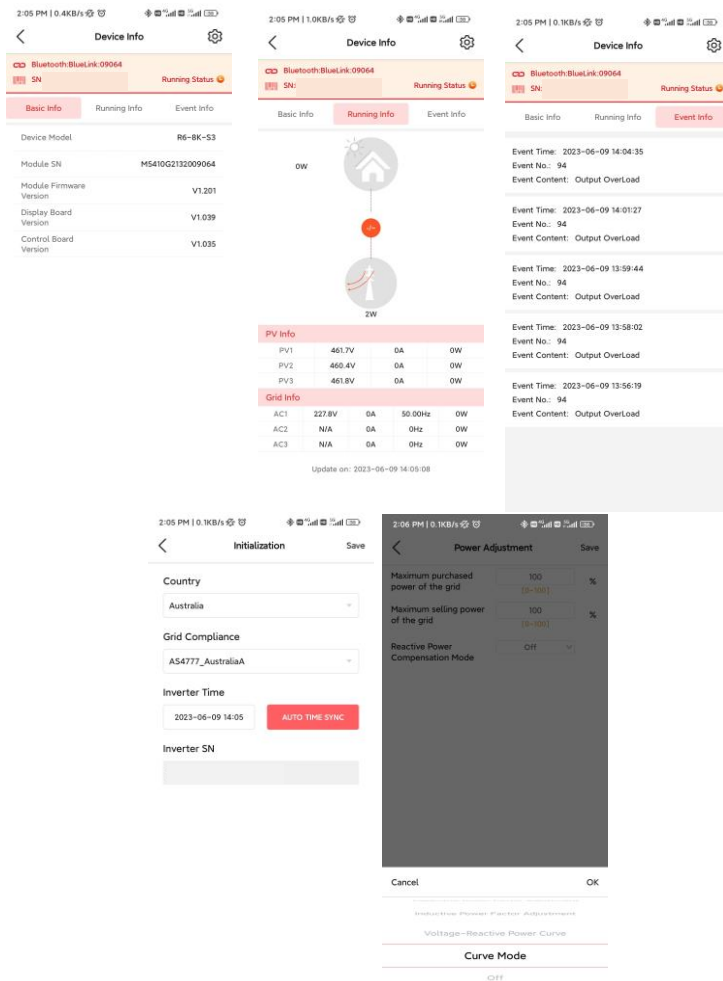 2:05 PM | 0.4KB/s
Device Info
Bluetooth:BlueLink:09064
SN
Running Status
Basic Info
Running Info
Event Info
Device Model
R6-8K-S3
Module SN
M5410G2132009064
Module Firmware
Version
V1.201
Display Board
Version
V1.039
Control Board
Version
V1.035
2:05 PM | 1.0KB/s
Device Info
Bluetooth:BlueLink:09064
SN:
Running Status
Basic Info
Running Info
Event Info
0W
2W
PV Info
PV1 461.7V 0A 0W
PV2 460.4V 0A 0W
PV3 461.8V 0A 0W
Grid Info
AC1 227.8V 0A 50.00Hz 0W
AC2 N/A 0A 0Hz 0W
AC3 N/A 0A 0Hz 0W
Update on: 2023-06-09 14:05:08
2:05 PM | 0.1KB/s
Device Info
Bluetooth:BlueLink:09064
SN:
Running Status
Basic Info
Running Info
Event Info
Event Time: 2023-06-09 14:04:35
Event No.: 94
Event Content: Output OverLoad
Event Time: 2023-06-09 14:01:27
Event No.: 94
Event Content: Output OverLoad
Event Time: 2023-06-09 13:59:44
Event No.: 94
Event Content: Output OverLoad
Event Time: 2023-06-09 13:58:02
Event No.: 94
Event Content: Output OverLoad
Event Time: 2023-06-09 13:56:19
Event No.: 94
Event Content: Output OverLoad
2:05 PM | 0.1KB/s
Initialization
Save
Country
Australia
Grid Compliance
AS4777_AustraliaA
Inverter Time
2023-06-09 14:05
AUTO TIME SYNC
Inverter SN
2:06 PM | 0.1KB/s
Power Adjustment
Save
Maximum purchased
power of the grid
100
[0-100]
%
Maximum selling power
of the grid
100
[0-100]
%
Reactive Power
Compensation Mode
Off
Cancel
OK
Inductive Power Factor Adjustment
Voltage-Reactive Power Curve
Curve Mode
Off